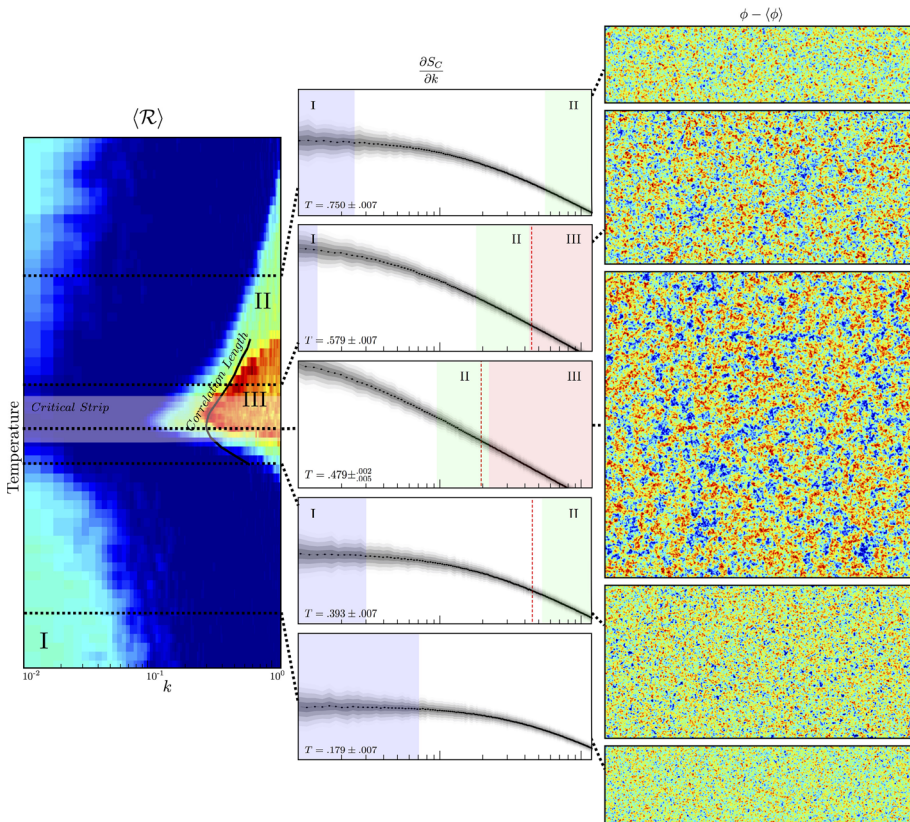 ϕ − ⟨ϕ⟩
∂S_C
∂k
⟨R⟩
I
II
T = .750 ± .007
I
II
III
T = .579 ± .007
II
III
T = .479 ±.002 .005
I
II
T = .393 ± .007
T = .179 ± .007
II
III
I
Correlation Length
Critical Strip
Temperature
10^-2
10^-1
10^0
k